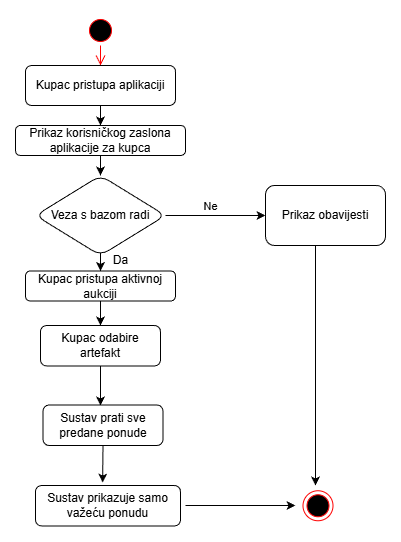 Kupac pristupa aplikaciji
Prikaz korisničkog zaslona
aplikacije za kupca
Veza s bazom radi
Ne
Prikaz obavijesti
Da
Kupac pristupa aktivnoj
aukciji
Kupac odabire
artefakt
Sustav prati sve
predane ponude
Sustav prikazuje samo
važeću ponudu